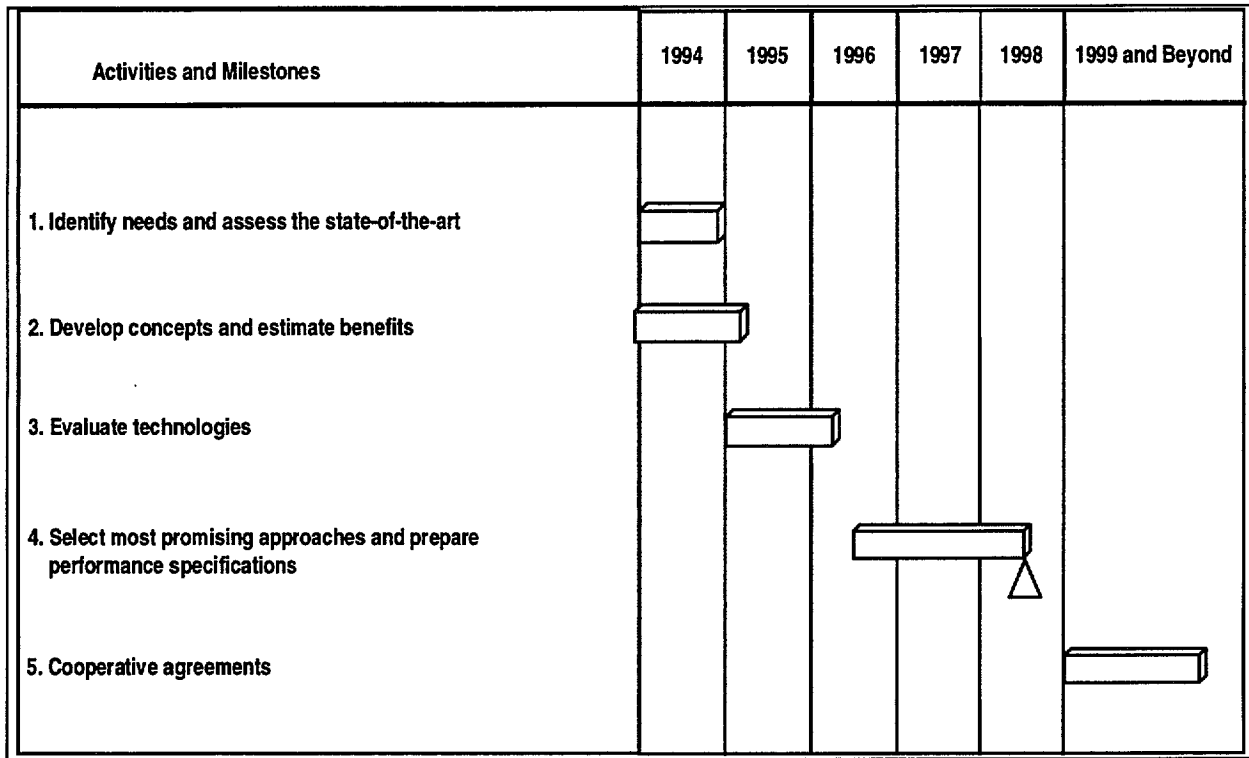 Activities and Milestones
1994
1995
1996
1997
1998
1999 and Beyond
1. Identify needs and assess the state-of-the-art
2. Develop concepts and estimate benefits
3. Evaluate technologies
4. Select most promising approaches and prepare
performance specifications
5. Cooperative agreements